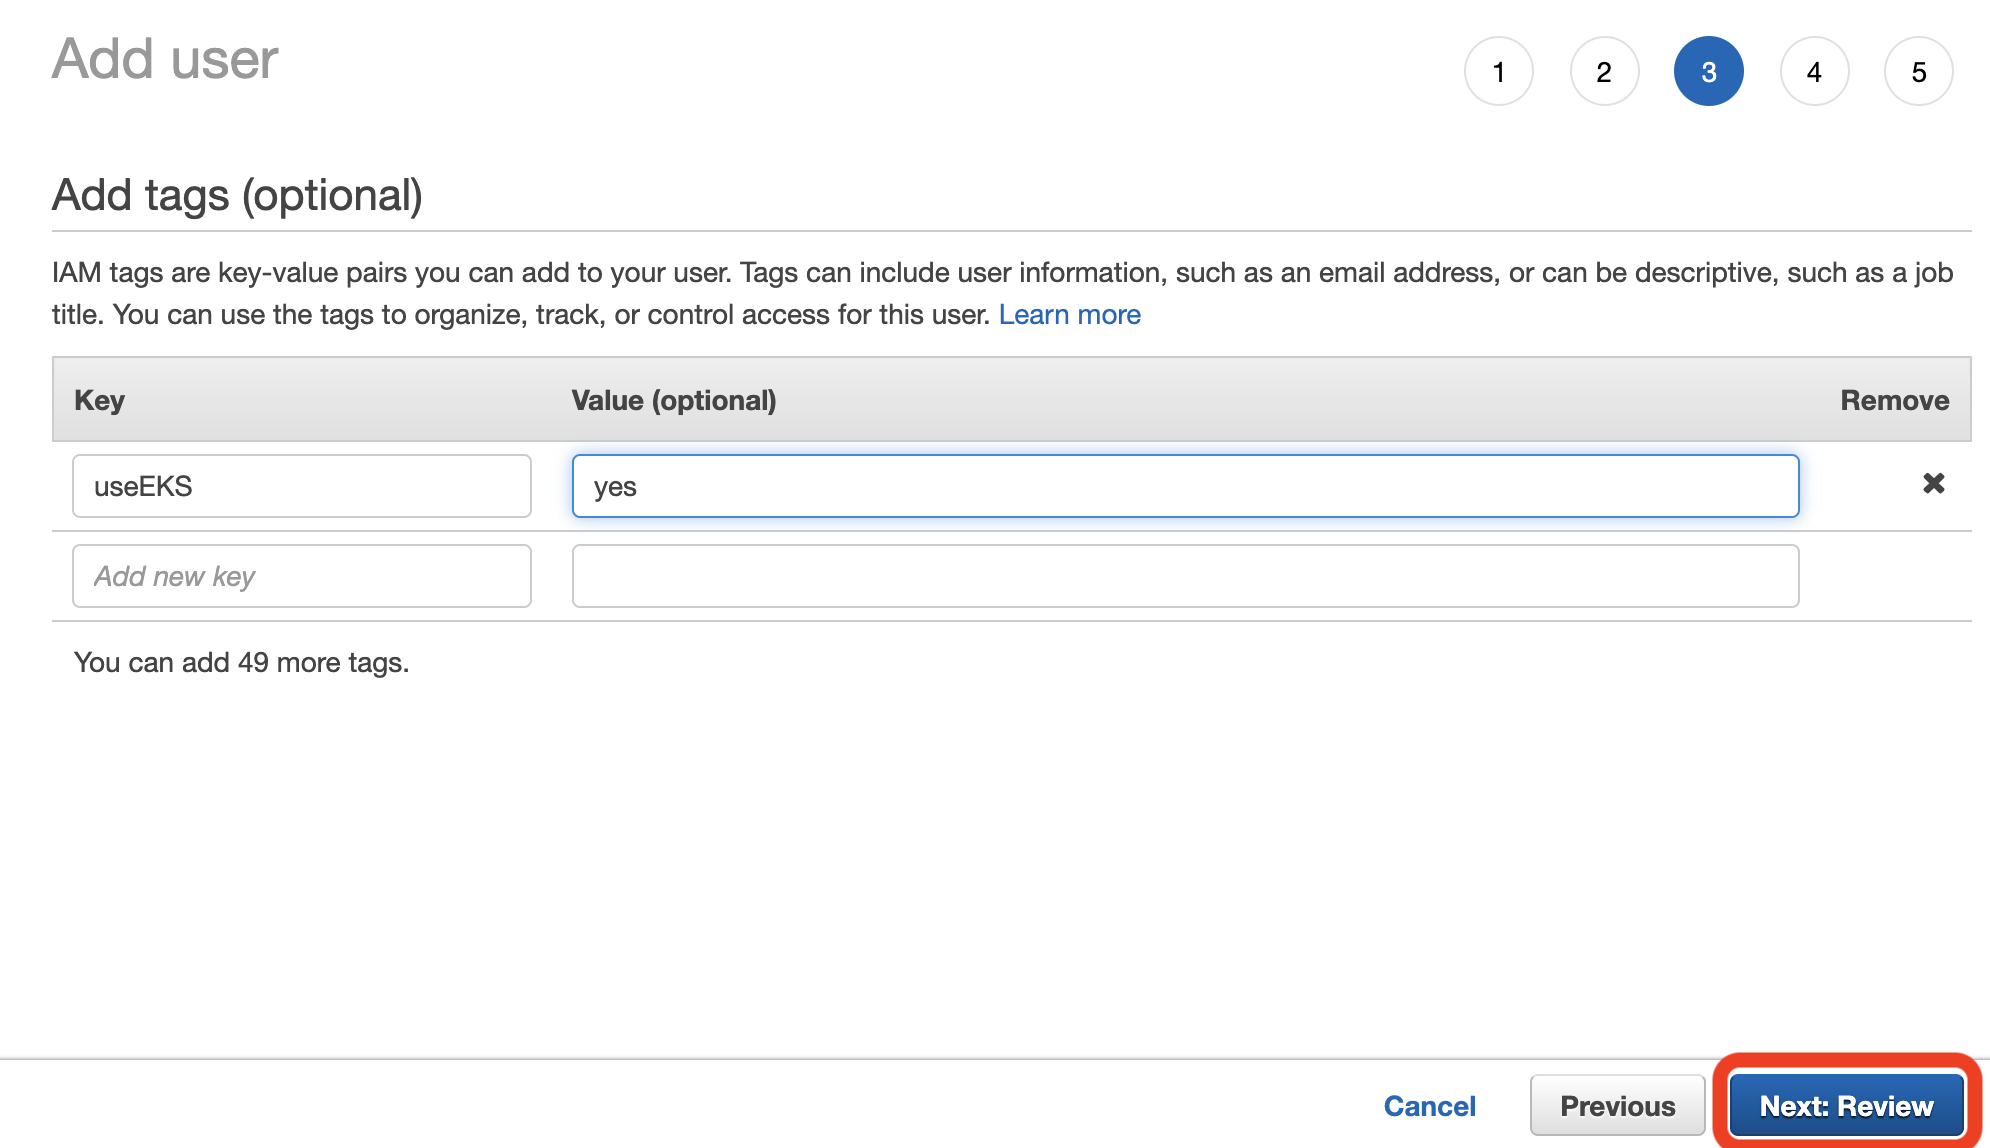 Add user
1 2 3 4 5
Add tags (optional)
IAM tags are key-value pairs you can add to your user. Tags can include user information, such as an email address, or can be descriptive, such as a job
title. You can use the tags to organize, track, or control access for this user. Learn more
Key Value (optional) Remove
useEKS yes
Add new key
You can add 49 more tags.
Cancel Previous Next: Review